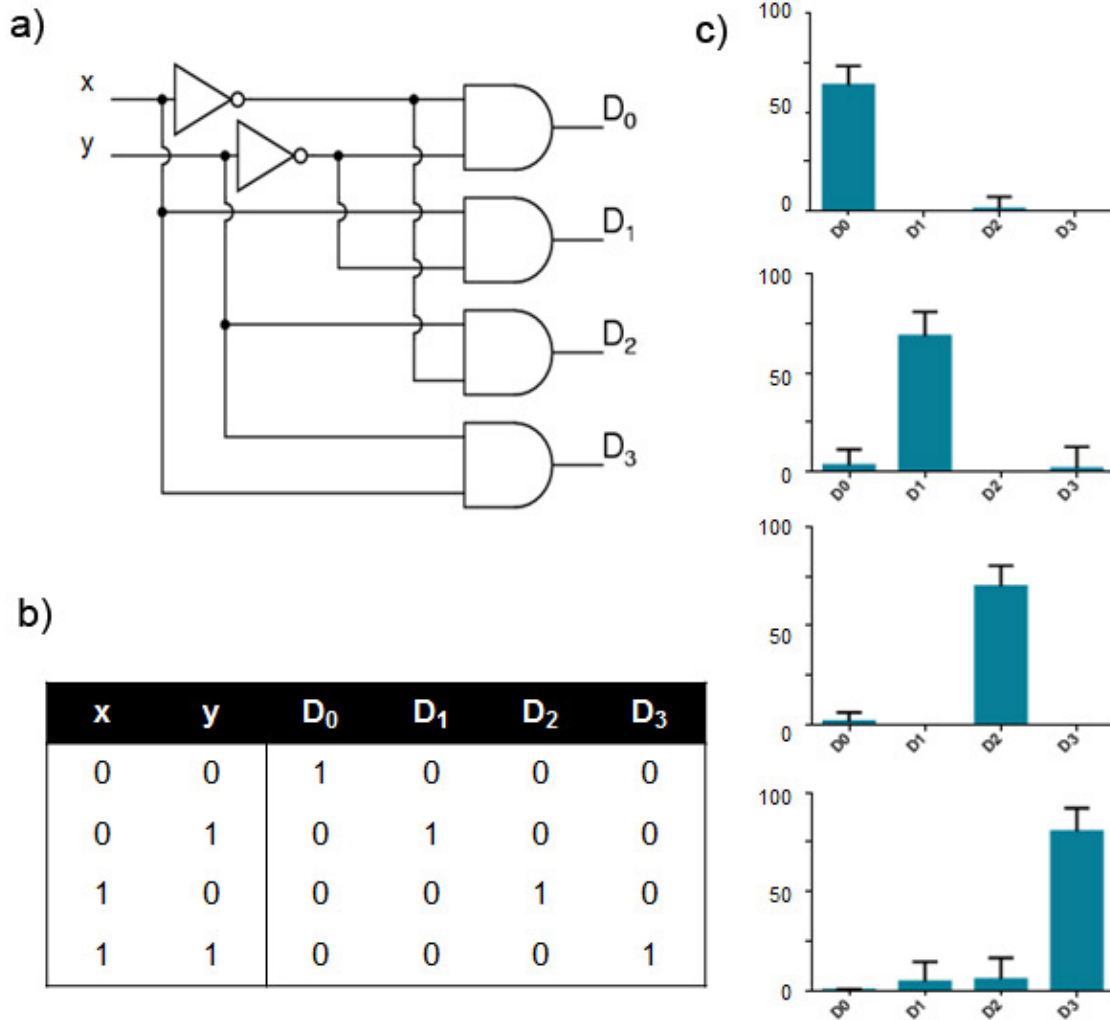 a)
x
y
D₀
D₁
D₂
D₃
b)
x y D₀ D₁ D₂ D₃
0 0 1 0 0 0
0 1 0 1 0 0
1 0 0 0 1 0
1 1 0 0 0 1
c)
100
50
0
D0 D1 D2 D3
100
50
0
D0 D1 D2 D3
100
50
0
D0 D1 D2 D3
100
50
0
D0 D1 D2 D3